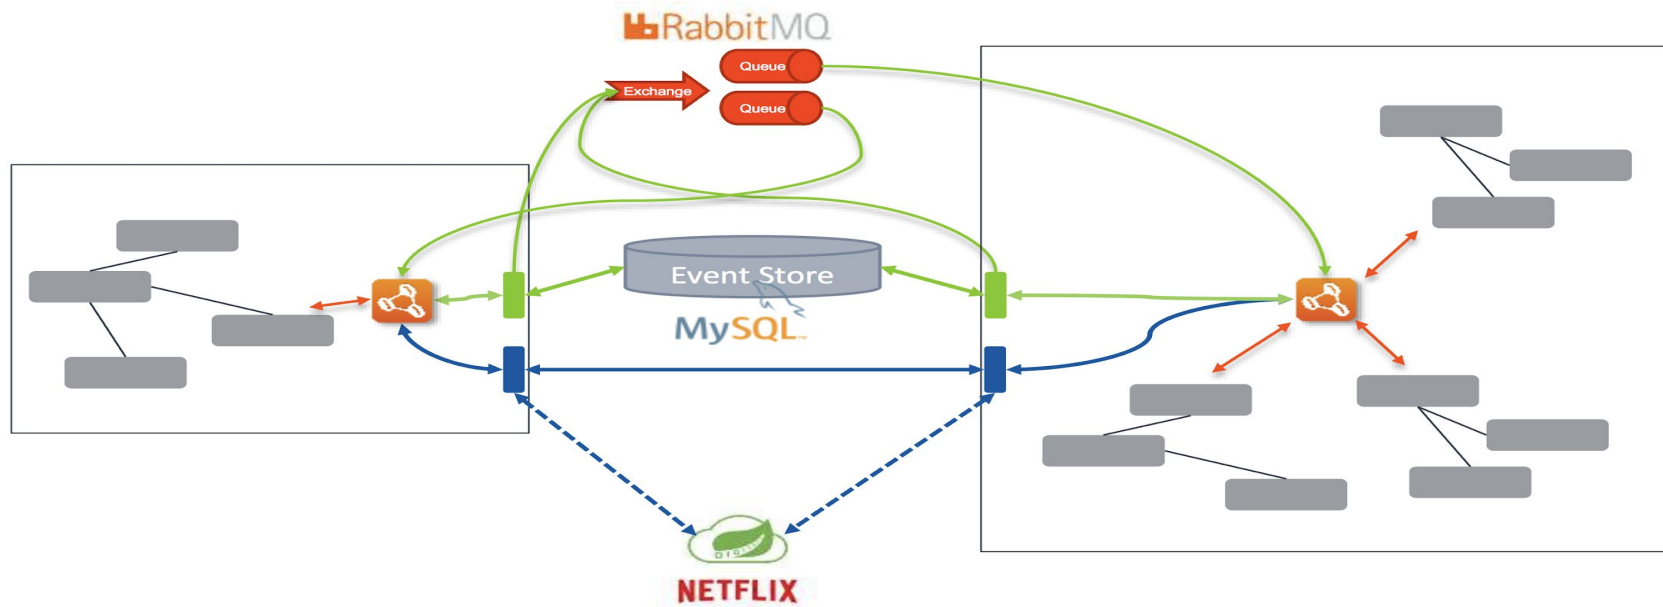 RabbitMQ
Queue
Exchange
Queue
Event Store
MySQL
NETFLIX